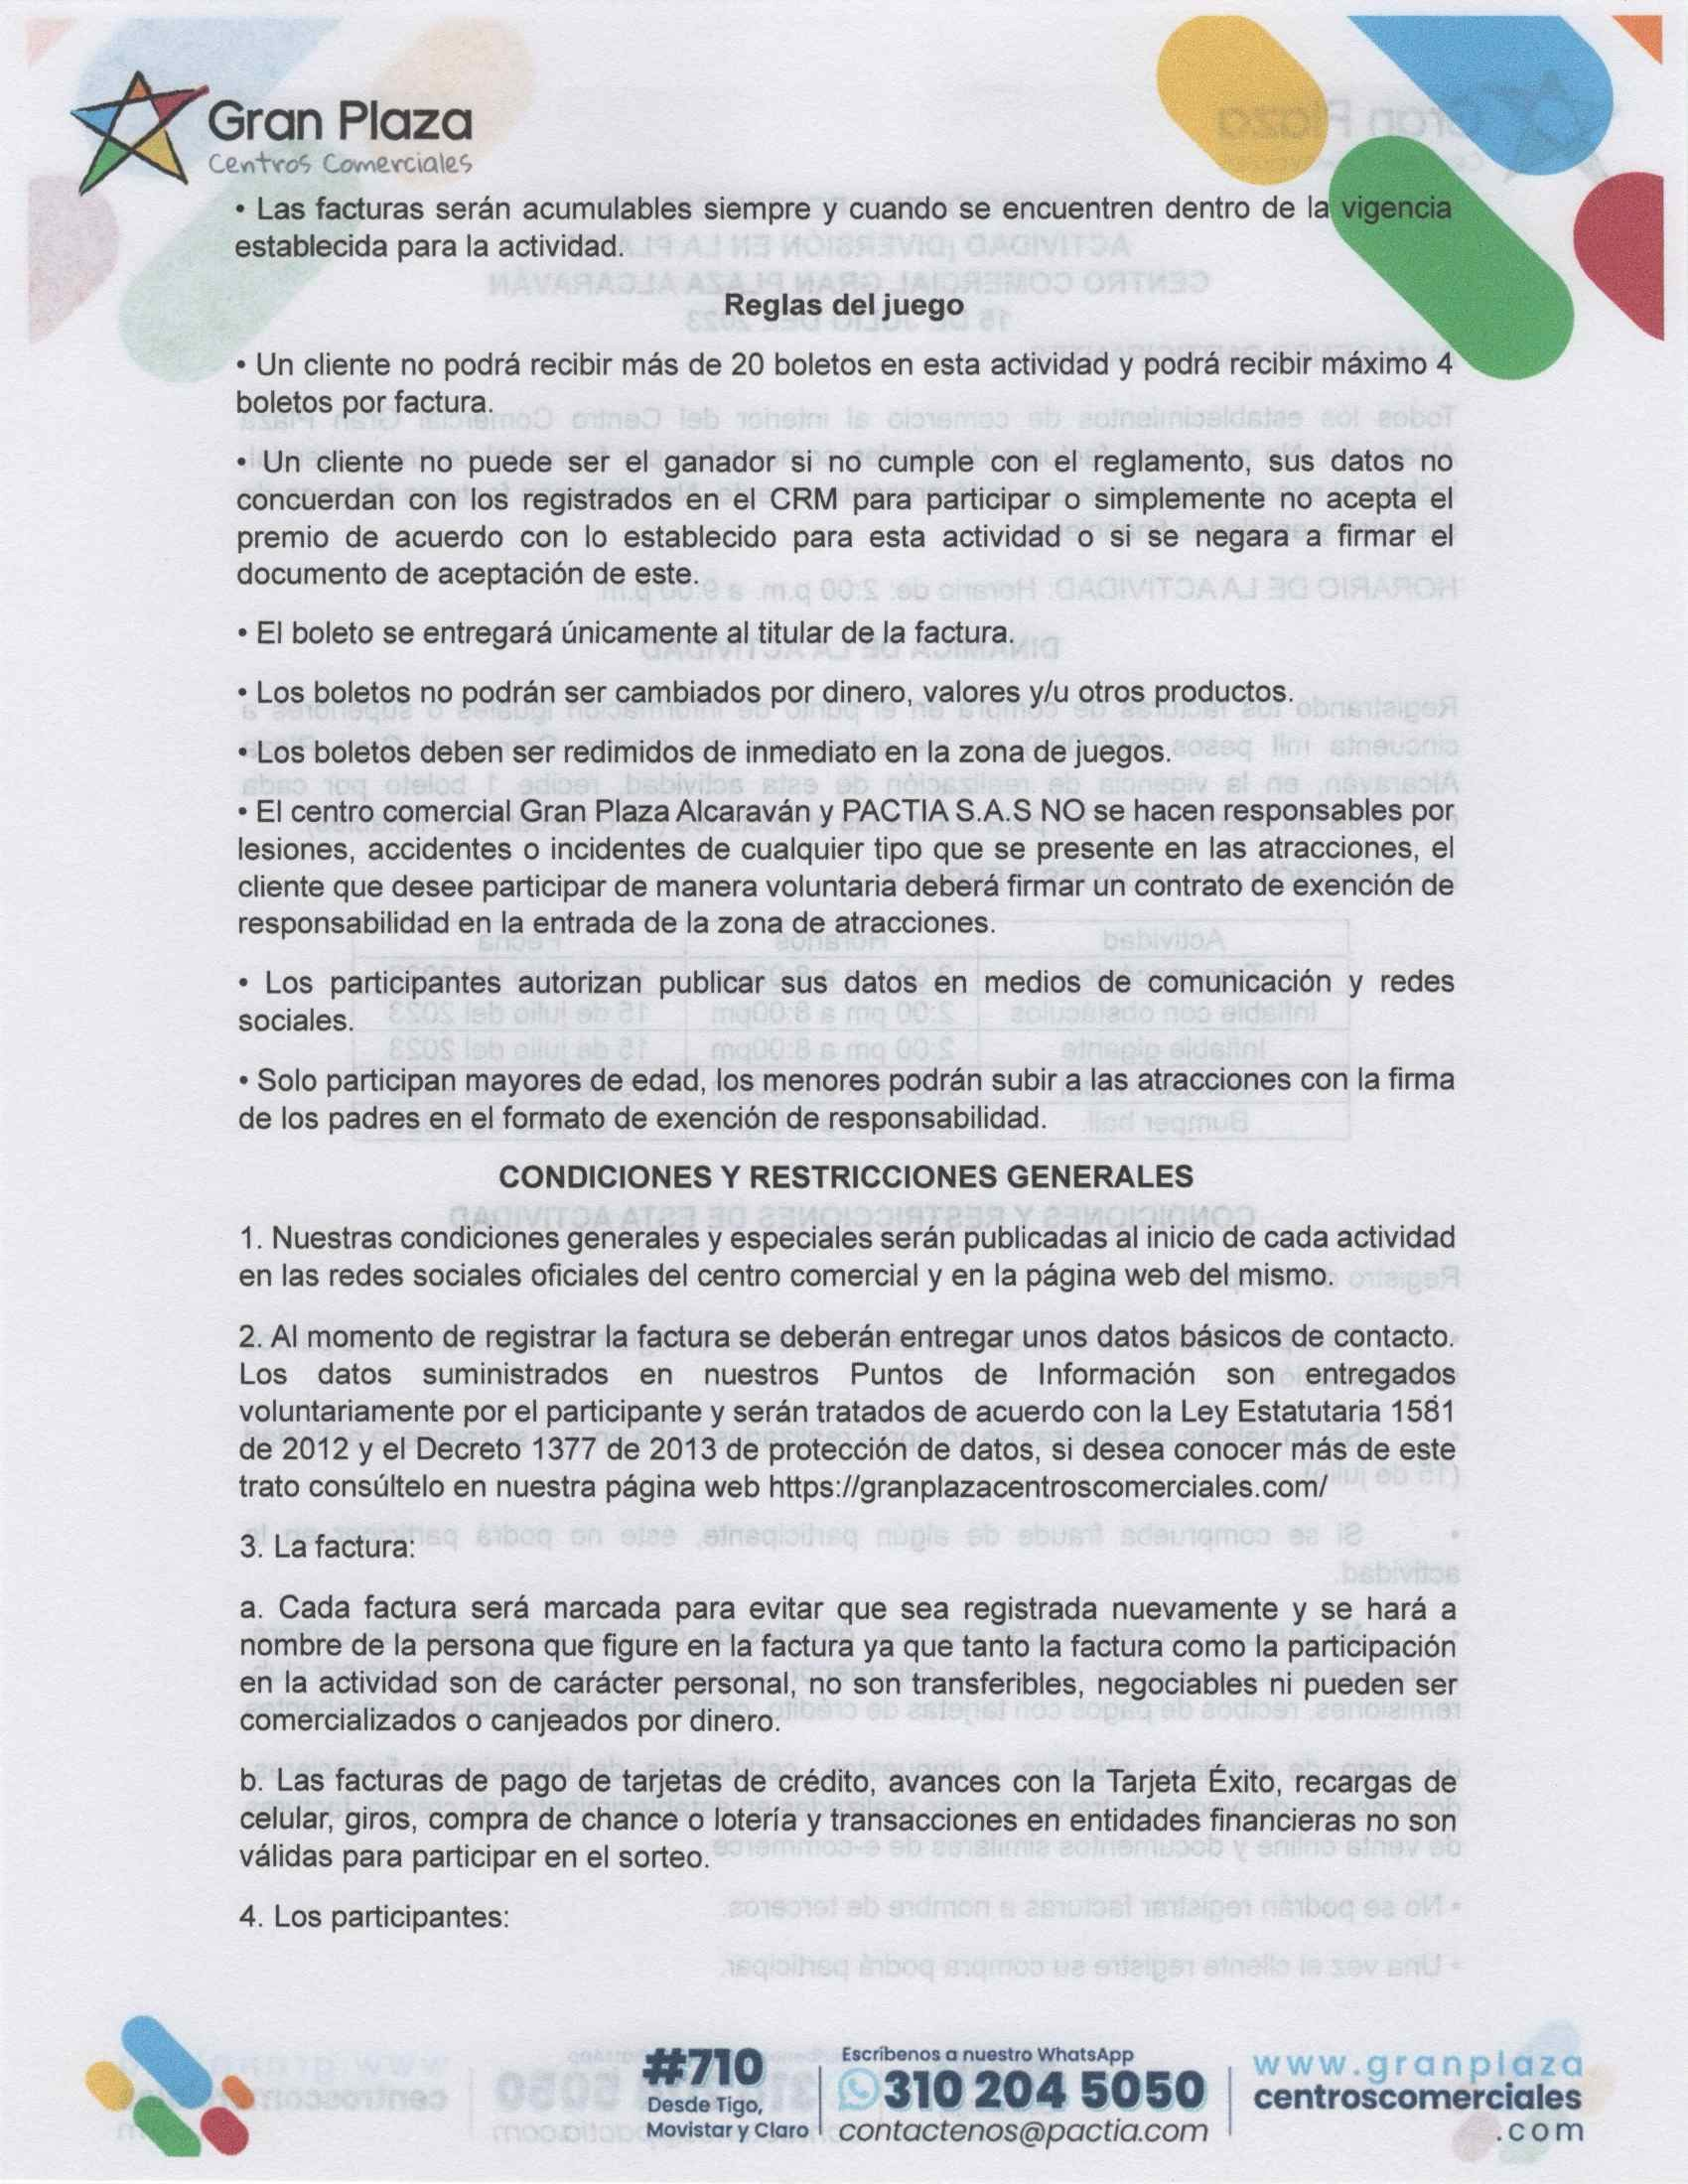 Gran Plaza
Centros Comerciales
• Las facturas serán acumulables siempre y cuando se encuentren dentro de la vigencia
establecida para la actividad.
Reglas del juego
• Un cliente no podrá recibir más de 20 boletos en esta actividad y podrá recibir máximo 4
boletos por factura.
• Un cliente no puede ser el ganador si no cumple con el reglamento, sus datos no
concuerdan con los registrados en el CRM para participar o simplemente no acepta el
premio de acuerdo con lo establecido para esta actividad o si se negara a firmar el
documento de aceptación de este.
• El boleto se entregará únicamente al titular de la factura.
• Los boletos no podrán ser cambiados por dinero, valores y/u otros productos.
• Los boletos deben ser redimidos de inmediato en la zona de juegos.
• El centro comercial Gran Plaza Alcaraván y PACTIA S.A.S NO se hacen responsables por
lesiones, accidentes o incidentes de cualquier tipo que se presente en las atracciones, el
cliente que desee participar de manera voluntaria deberá firmar un contrato de exención de
responsabilidad en la entrada de la zona de atracciones.
• Los participantes autorizan publicar sus datos en medios de comunicación y redes
sociales.
• Solo participan mayores de edad, los menores podrán subir a las atracciones con la firma
de los padres en el formato de exención de responsabilidad.
CONDICIONES Y RESTRICCIONES GENERALES
1. Nuestras condiciones generales y especiales serán publicadas al inicio de cada actividad
en las redes sociales oficiales del centro comercial y en la página web del mismo.
2. Al momento de registrar la factura se deberán entregar unos datos básicos de contacto.
Los datos suministrados en nuestros Puntos de Información son entregados
voluntariamente por el participante y serán tratados de acuerdo con la Ley Estatutaria 1581
de 2012 y el Decreto 1377 de 2013 de protección de datos, si desea conocer más de este
trato consúltelo en nuestra página web https://granplazacentroscomerciales.com/
3. La factura:
a. Cada factura será marcada para evitar que sea registrada nuevamente y se hará a
nombre de la persona que figure en la factura ya que tanto la factura como la participación
en la actividad son de carácter personal, no son transferibles, negociables ni pueden ser
comercializados o canjeados por dinero.
b. Las facturas de pago de tarjetas de crédito, avances con la Tarjeta Éxito, recargas de
celular, giros, compra de chance o lotería y transacciones en entidades financieras no son
válidas para participar en el sorteo.
4. Los participantes:
#710
Desde Tigo,
Movistar y Claro
Escríbenos a nuestro WhatsApp
310 204 5050
contactenos@pactia.com
www.granplaza
centroscomerciales
.com